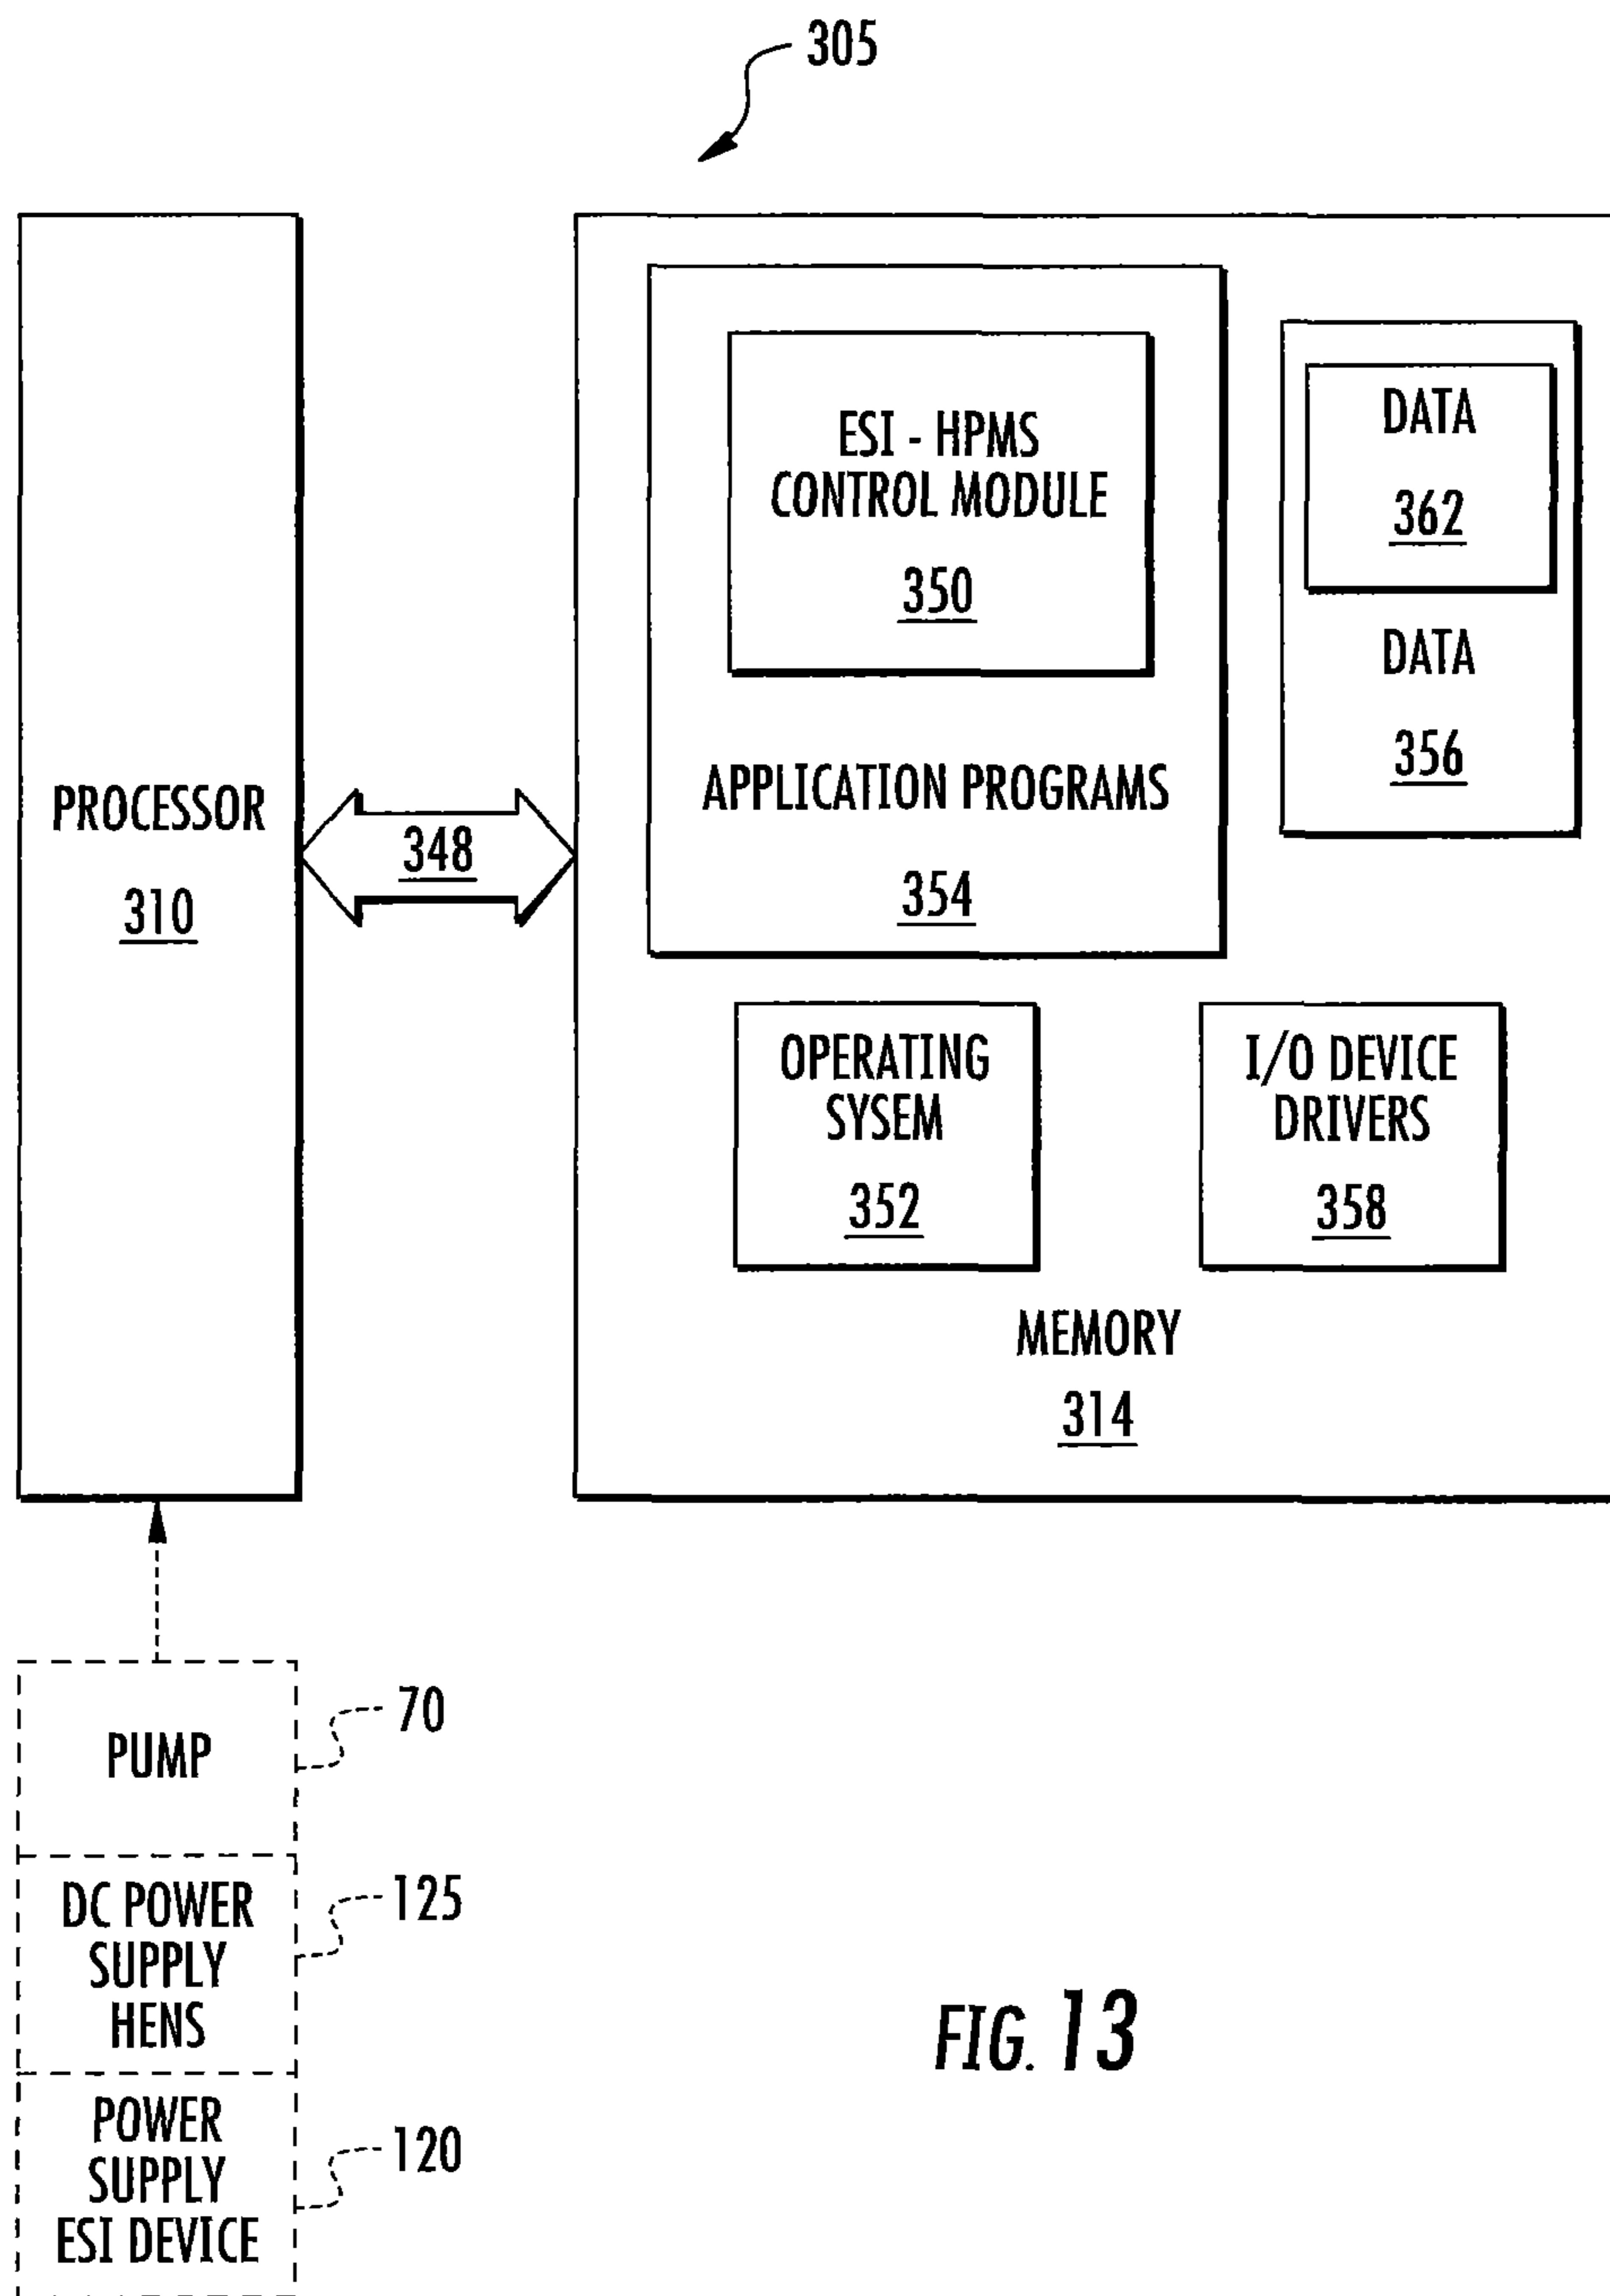 305
PROCESSOR
310
348
ESI - HPMS
CONTROL MODULE
350
APPLICATION PROGRAMS
354
DATA
362
DATA
356
OPERATING
SYSEM
352
I/O DEVICE
DRIVERS
358
MEMORY
314
PUMP
70
DC POWER
SUPPLY
HENS
125
POWER
SUPPLY
ESI DEVICE
120
FIG. 13